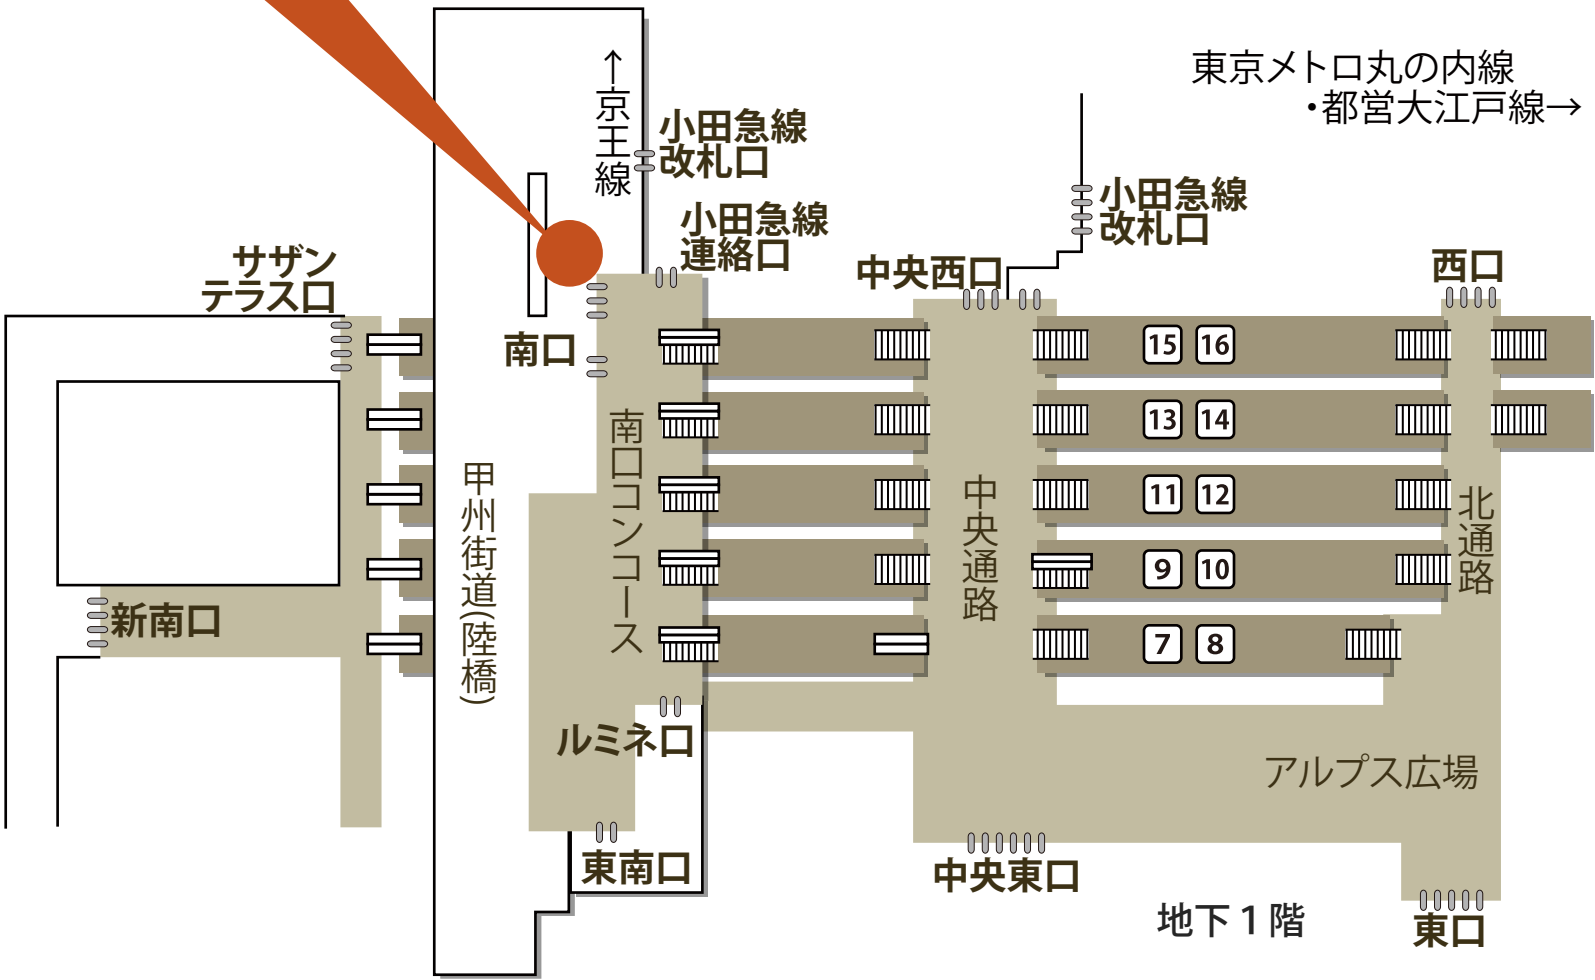 東京メトロ丸の内線
・都営大江戸線→
←京王線
小田急線
改札口
小田急線
連絡口
小田急線
改札口
中央西口
西口
サザン
テラス口
南口
15 16
13 14
11 12
9 10
7 8
南口コンコース
甲州街道(陸橋)
中央通路
北通路
新南口
ルミネ口
アルプス広場
東南口
中央東口
地下1階
東口